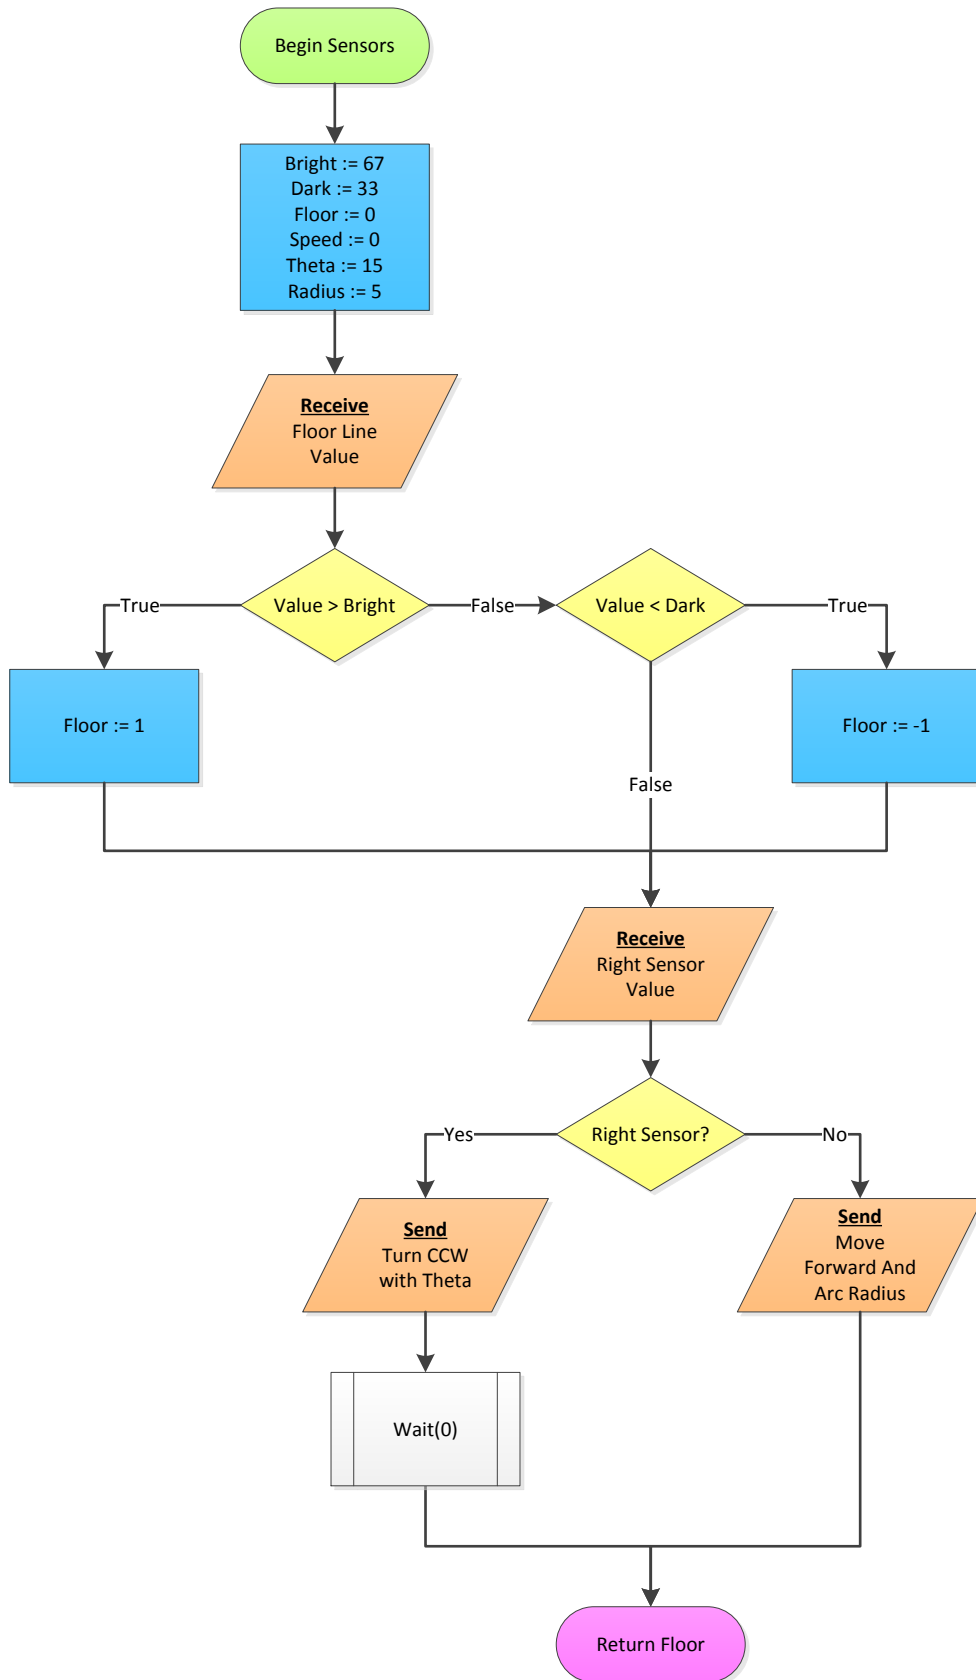 Begin Sensors
Bright := 67
Dark := 33
Floor := 0
Speed := 0
Theta := 15
Radius := 5
Receive
Floor Line
Value
Value > Bright
True
False
Value < Dark
True
Floor := 1
Floor := -1
False
Receive
Right Sensor
Value
Right Sensor?
Yes
No
Send
Turn CCW
with Theta
Send
Move
Forward And
Arc Radius
Wait(0)
Return Floor